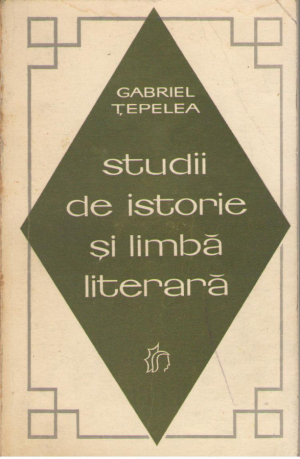 GABRIEL
ȚEPELEA
studii
de istorie
și limbă
literară